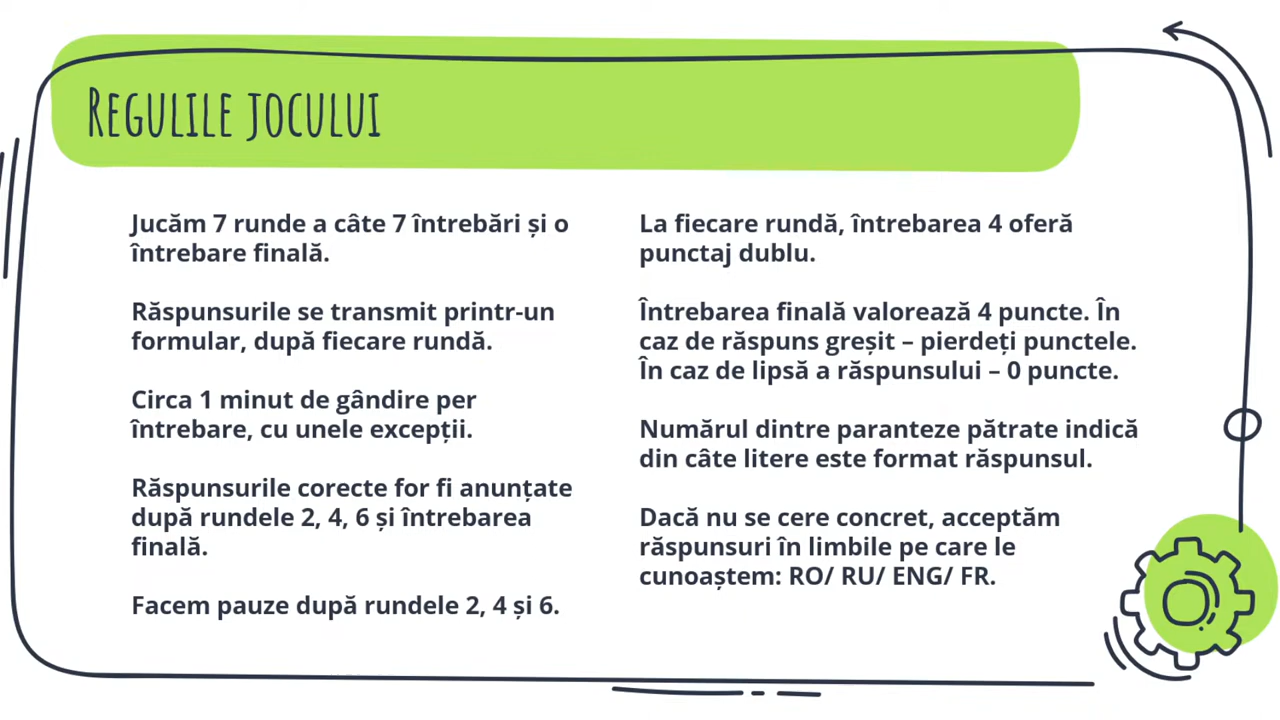 Regulile jocului
Jucăm 7 runde a câte 7 întrebări și o
întrebare finală.
Răspunsurile se transmit printr-un
formular, după fiecare rundă.
Circa 1 minut de gândire per
întrebare, cu unele excepții.
Răspunsurile corecte for fi anunțate
după rundele 2, 4, 6 și întrebarea
finală.
Facem pauze după rundele 2, 4 și 6.
La fiecare rundă, întrebarea 4 oferă
punctaj dublu.
Întrebarea finală valorează 4 puncte. În
caz de răspuns greșit – pierdeți punctele.
În caz de lipsă a răspunsului – 0 puncte.
Numărul dintre paranteze pătrate indică
din câte litere este format răspunsul.
Dacă nu se cere concret, acceptăm
răspunsuri în limbile pe care le
cunoaștem: RO/ RU/ ENG/ FR.